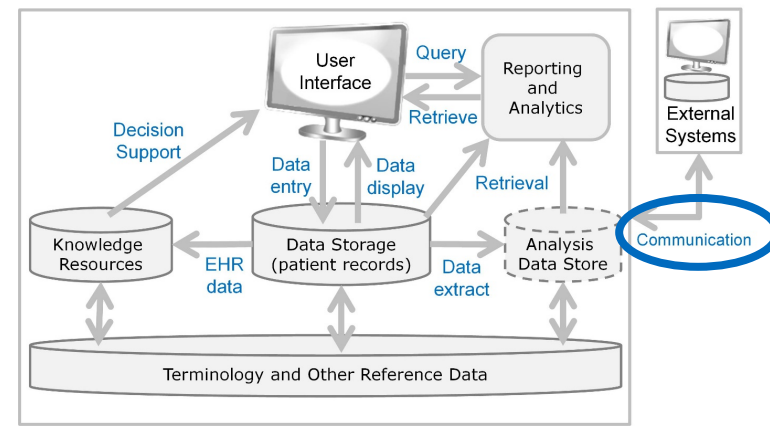 User
Interface
Query
Retrieve
Reporting
and
Analytics
External
Systems
Decision
Support
Data
entry
Data
display
Retrieval
Knowledge
Resources
EHR
data
Data Storage
(patient records)
Data
extract
Analysis
Data Store
Communication
Terminology and Other Reference Data